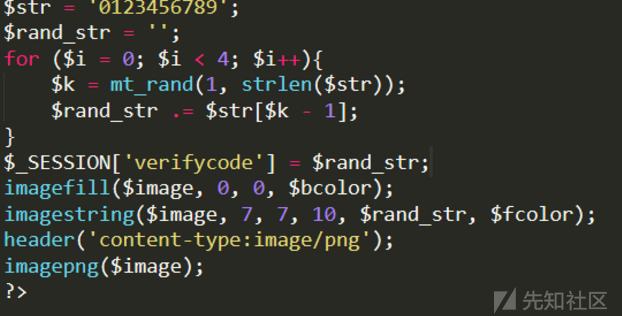 $str = '0123456789';
$rand_str = '';
for ($i = 0; $i < 4; $i++){
    $k = mt_rand(1, strlen($str));
    $rand_str .= $str[$k - 1];
}
$_SESSION['verifycode'] = $rand_str;
imagefill($image, 0, 0, $bcolor);
imagestring($image, 7, 7, 10, $rand_str, $fcolor);
header('content-type:image/png');
imagepng($image);
?>
先知社区